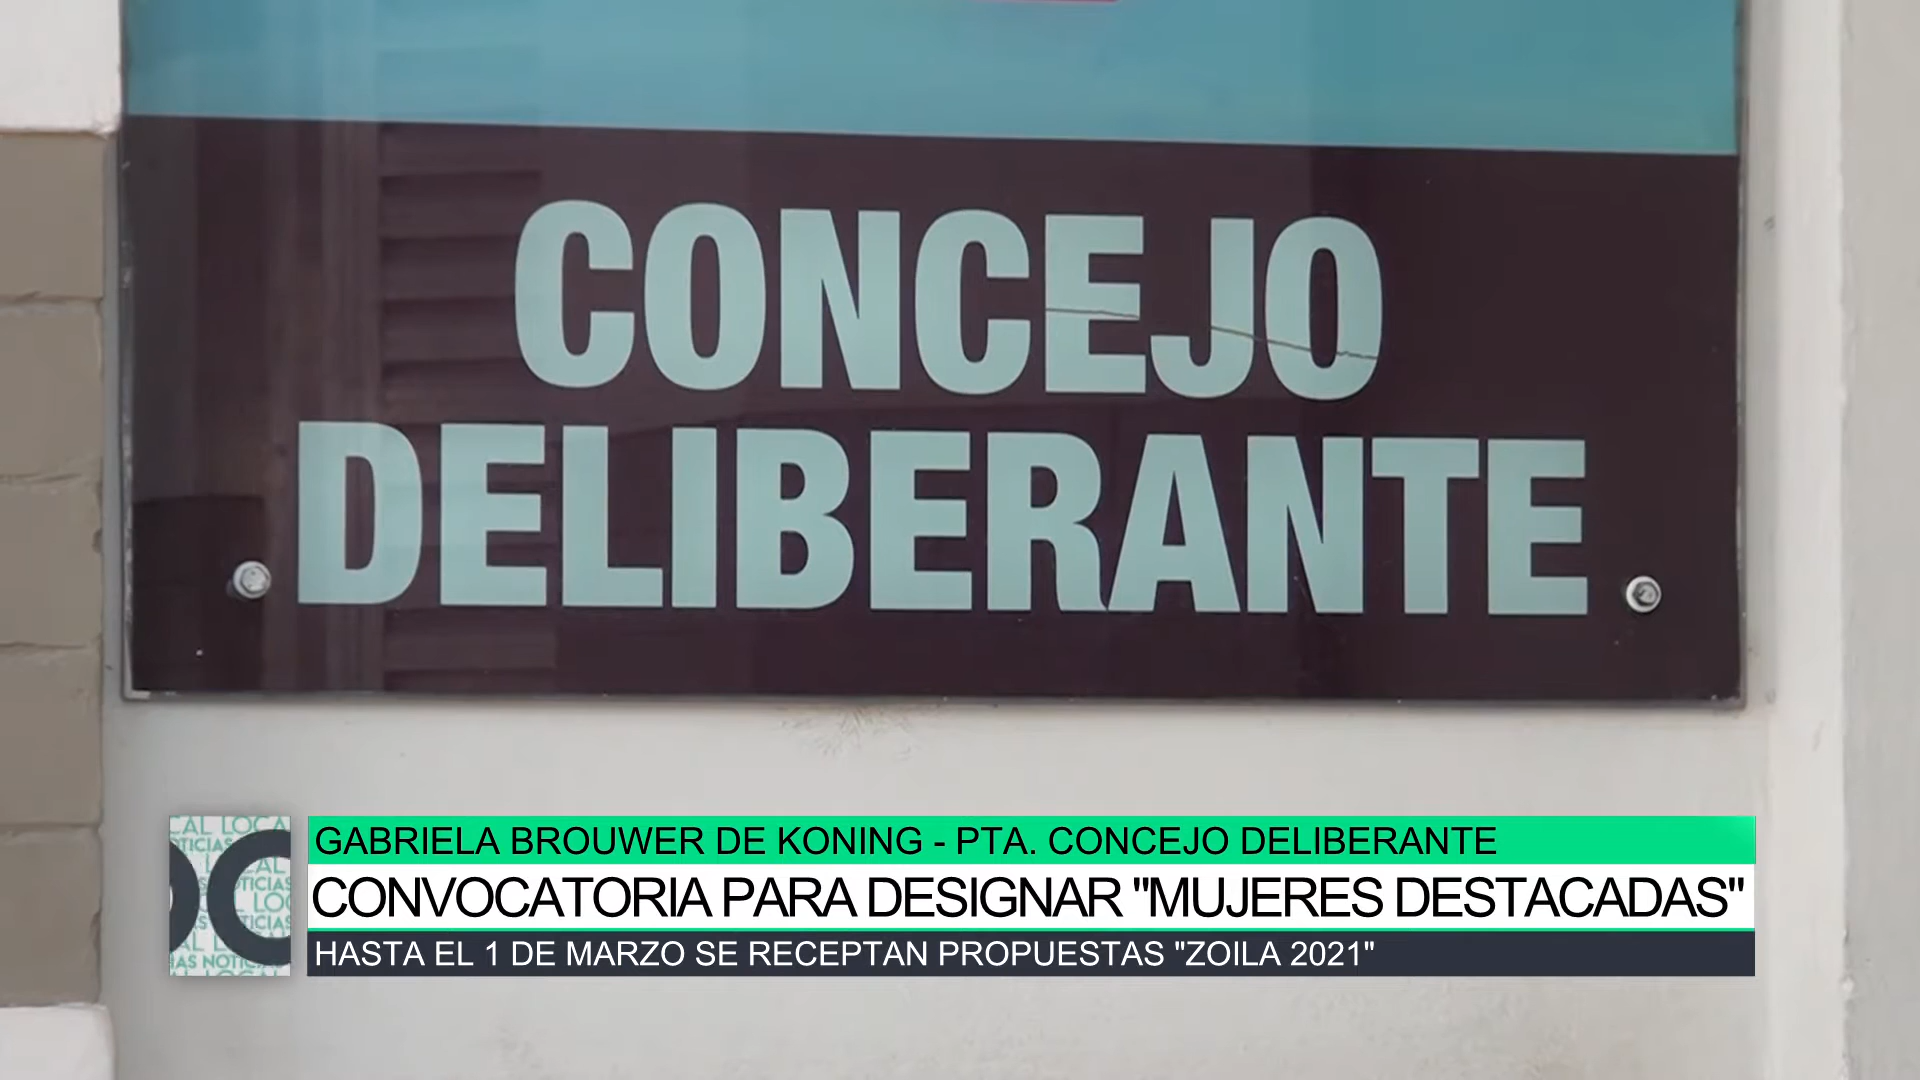 CONCEJO
DELIBERANTE
GABRIELA BROUWER DE KONING - PTA. CONCEJO DELIBERANTE
CONVOCATORIA PARA DESIGNAR "MUJERES DESTACADAS"
HASTA EL 1 DE MARZO SE RECEPTAN PROPUESTAS "ZOILA 2021"